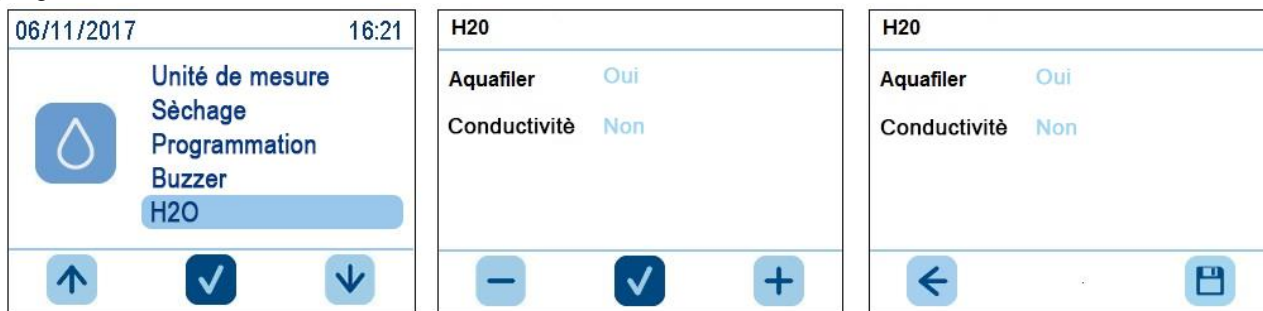 06/11/2017 16:21
Unité de mesure
Sèchage
Programmation
Buzzer
H2O
H20
Aquafiler Oui
Conductivitè Non
H20
Aquafiler Oui
Conductivitè Non